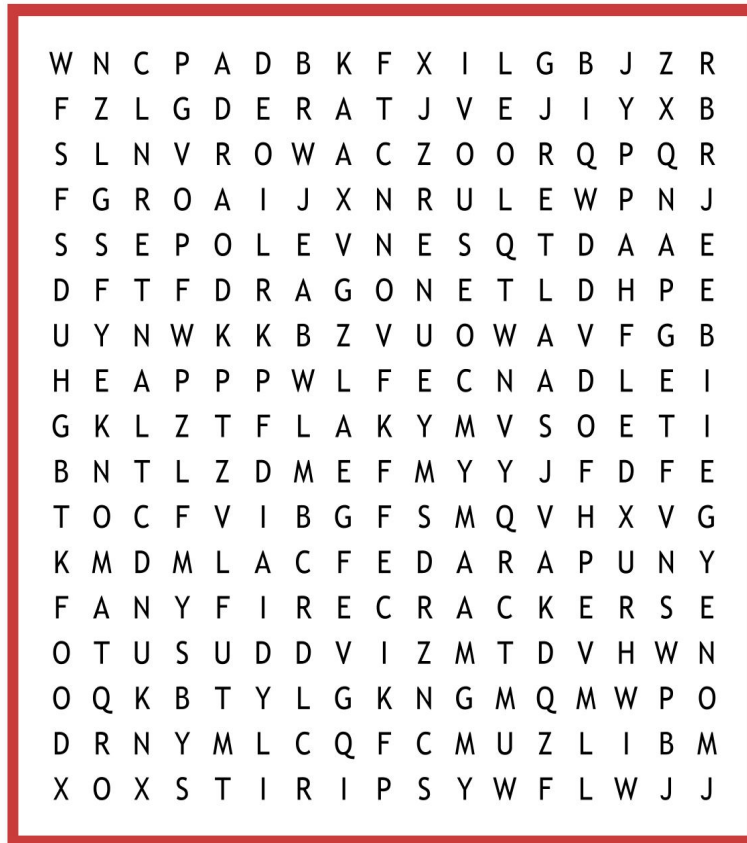 W N C P A D B K F X I L G B J Z R
F Z L G D E R A T J V E J I Y X B
S L N V R O W A C Z O O R Q P Q R
F G R O A I J X N R U L E W P N J
S S E P O L E V N E S Q T D A A E
D F T F D R A G O N E T L D H P E
U Y N W K K B Z V U O W A V F G B
H E A P P P W L F E C N A D L E I
G K L Z T F L A K Y M V S O E T I
B N T L Z D M E F M Y Y J F D F E
T O C F V I B G F S M Q V H X V G
K M D M L A C F E D A R A P U N Y
F A N Y F I R E C R A C K E R S E
O T U S U D D V I Z M T D V H W N
O Q K B T Y L G K N G M Q M W P O
D R N Y M L C Q F C M U Z L I B M
X O X S T I R I P S Y W F L W J J